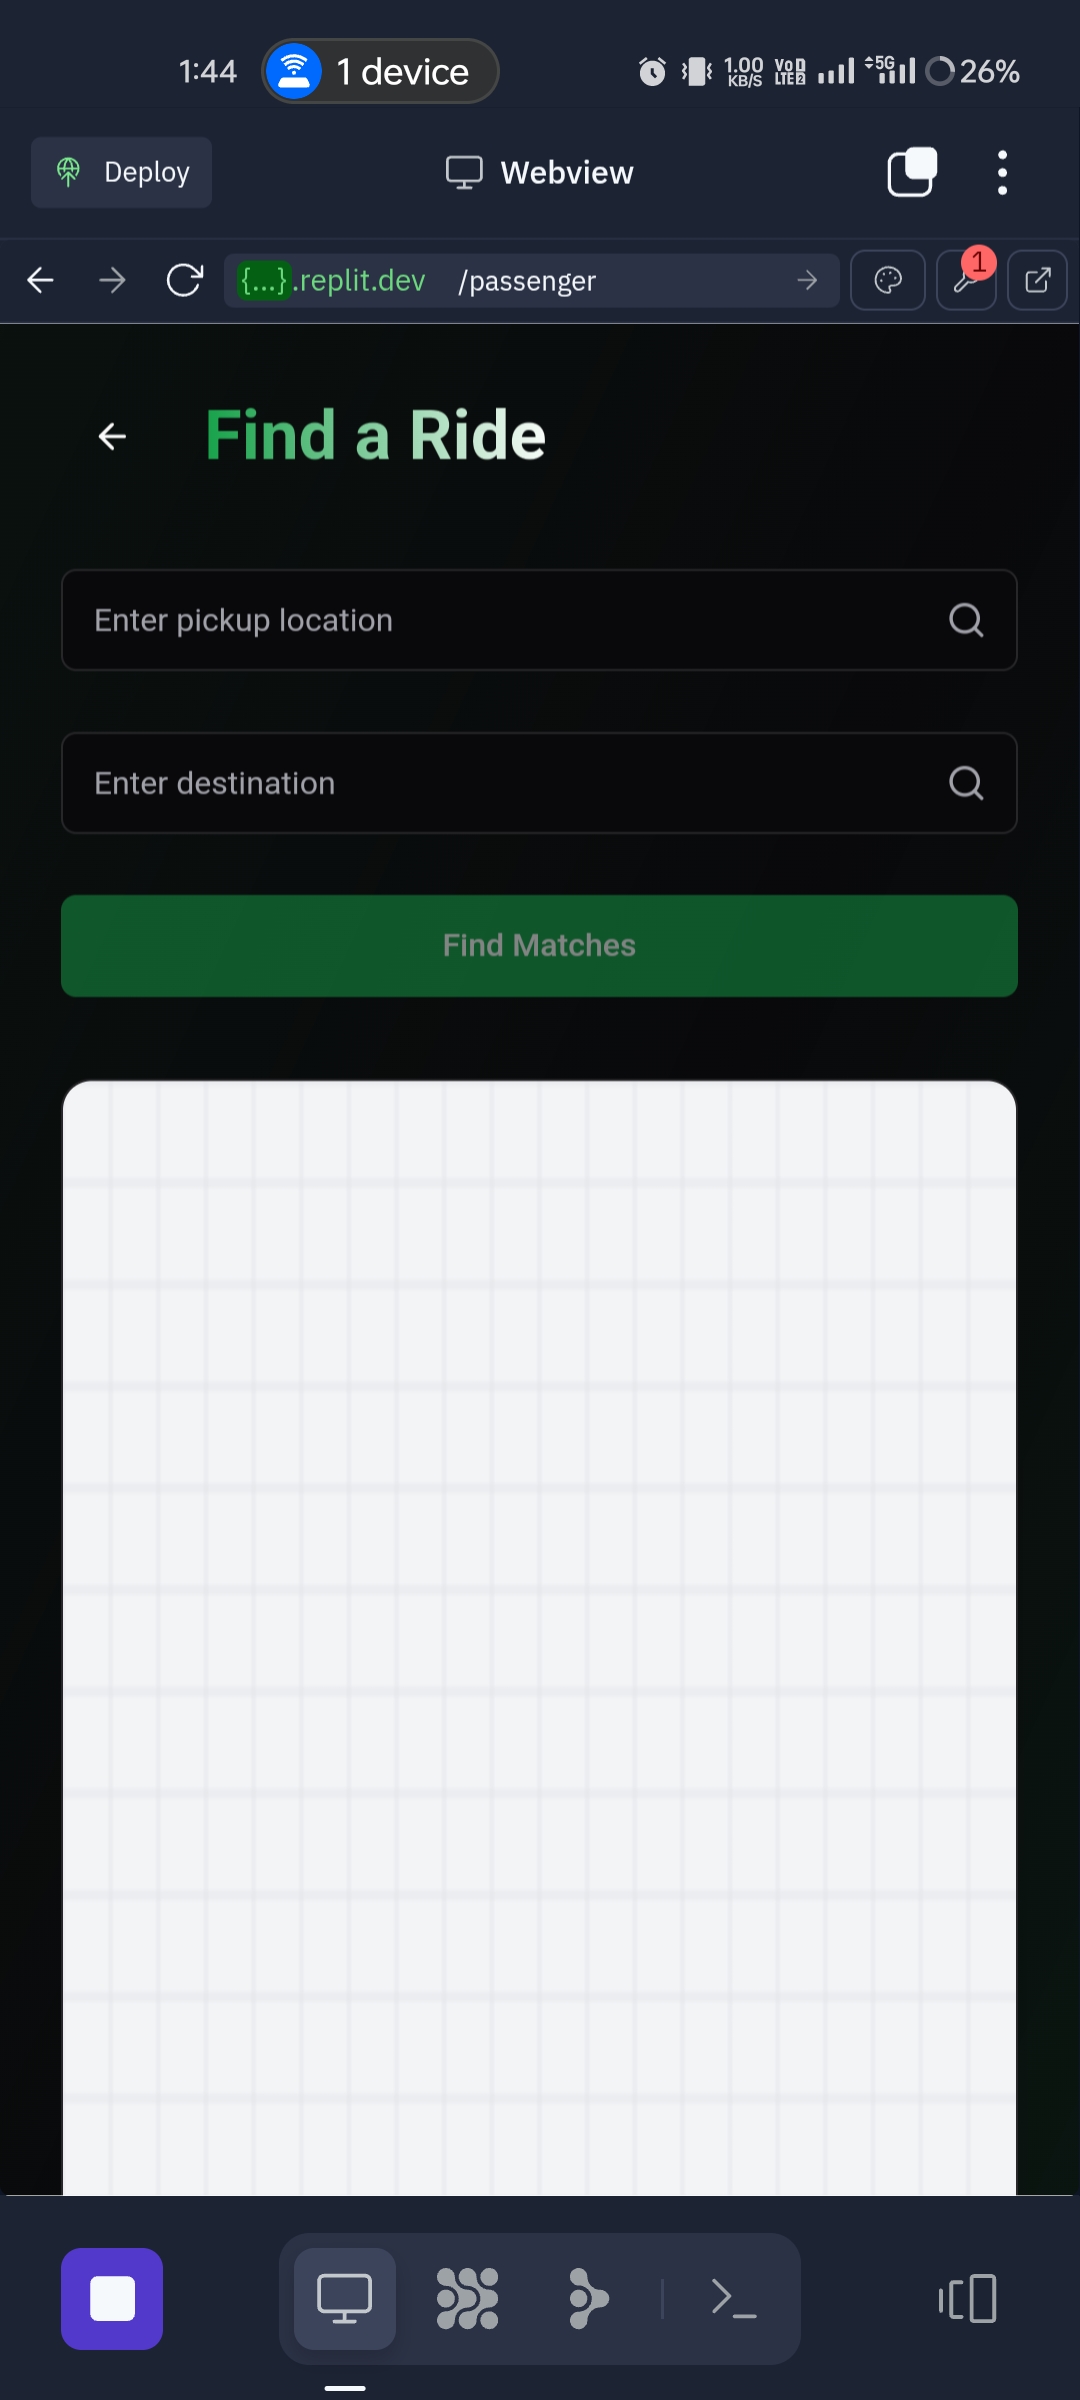 1:44
1 device
1.00 KB/S
VoD LTE2
5G
26%
Deploy
Webview
{...}.replit.dev /passenger
1
Find a Ride
Enter pickup location
Enter destination
Find Matches